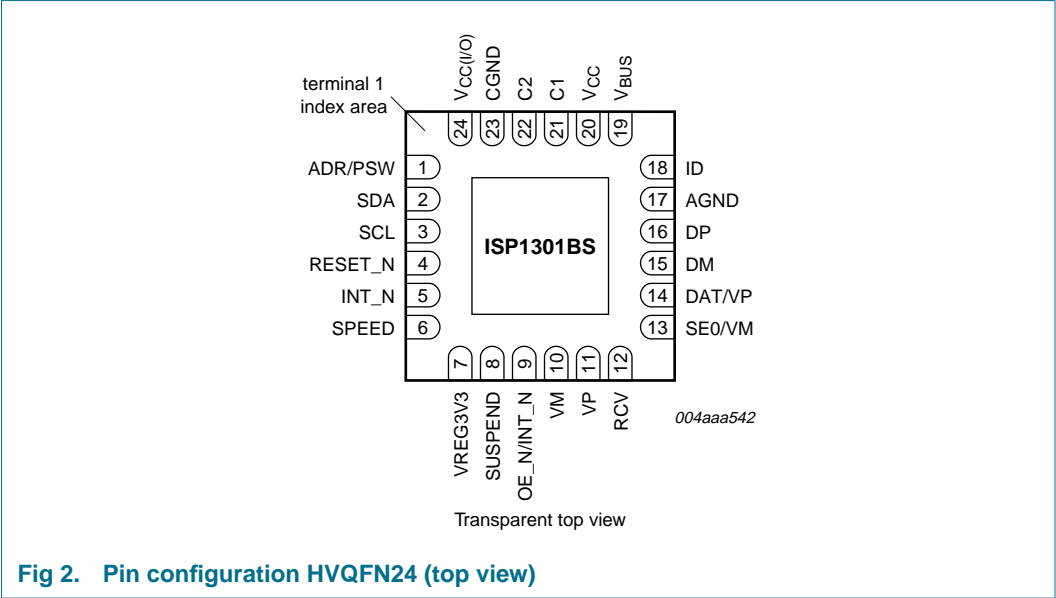 terminal 1
index area
VCC(I/O)
CGND
C2
C1
VCC
VBUS
24
23
22
21
20
19
ADR/PSW 1
SDA 2
SCL 3
RESET_N 4
INT_N 5
SPEED 6
ISP1301BS
18 ID
17 AGND
16 DP
15 DM
14 DAT/VP
13 SE0/VM
7
8
9
10
11
12
VREG3V3
SUSPEND
OE_N/INT_N
VM
VP
RCV
004aaa542
Transparent top view
Fig 2. Pin configuration HVQFN24 (top view)